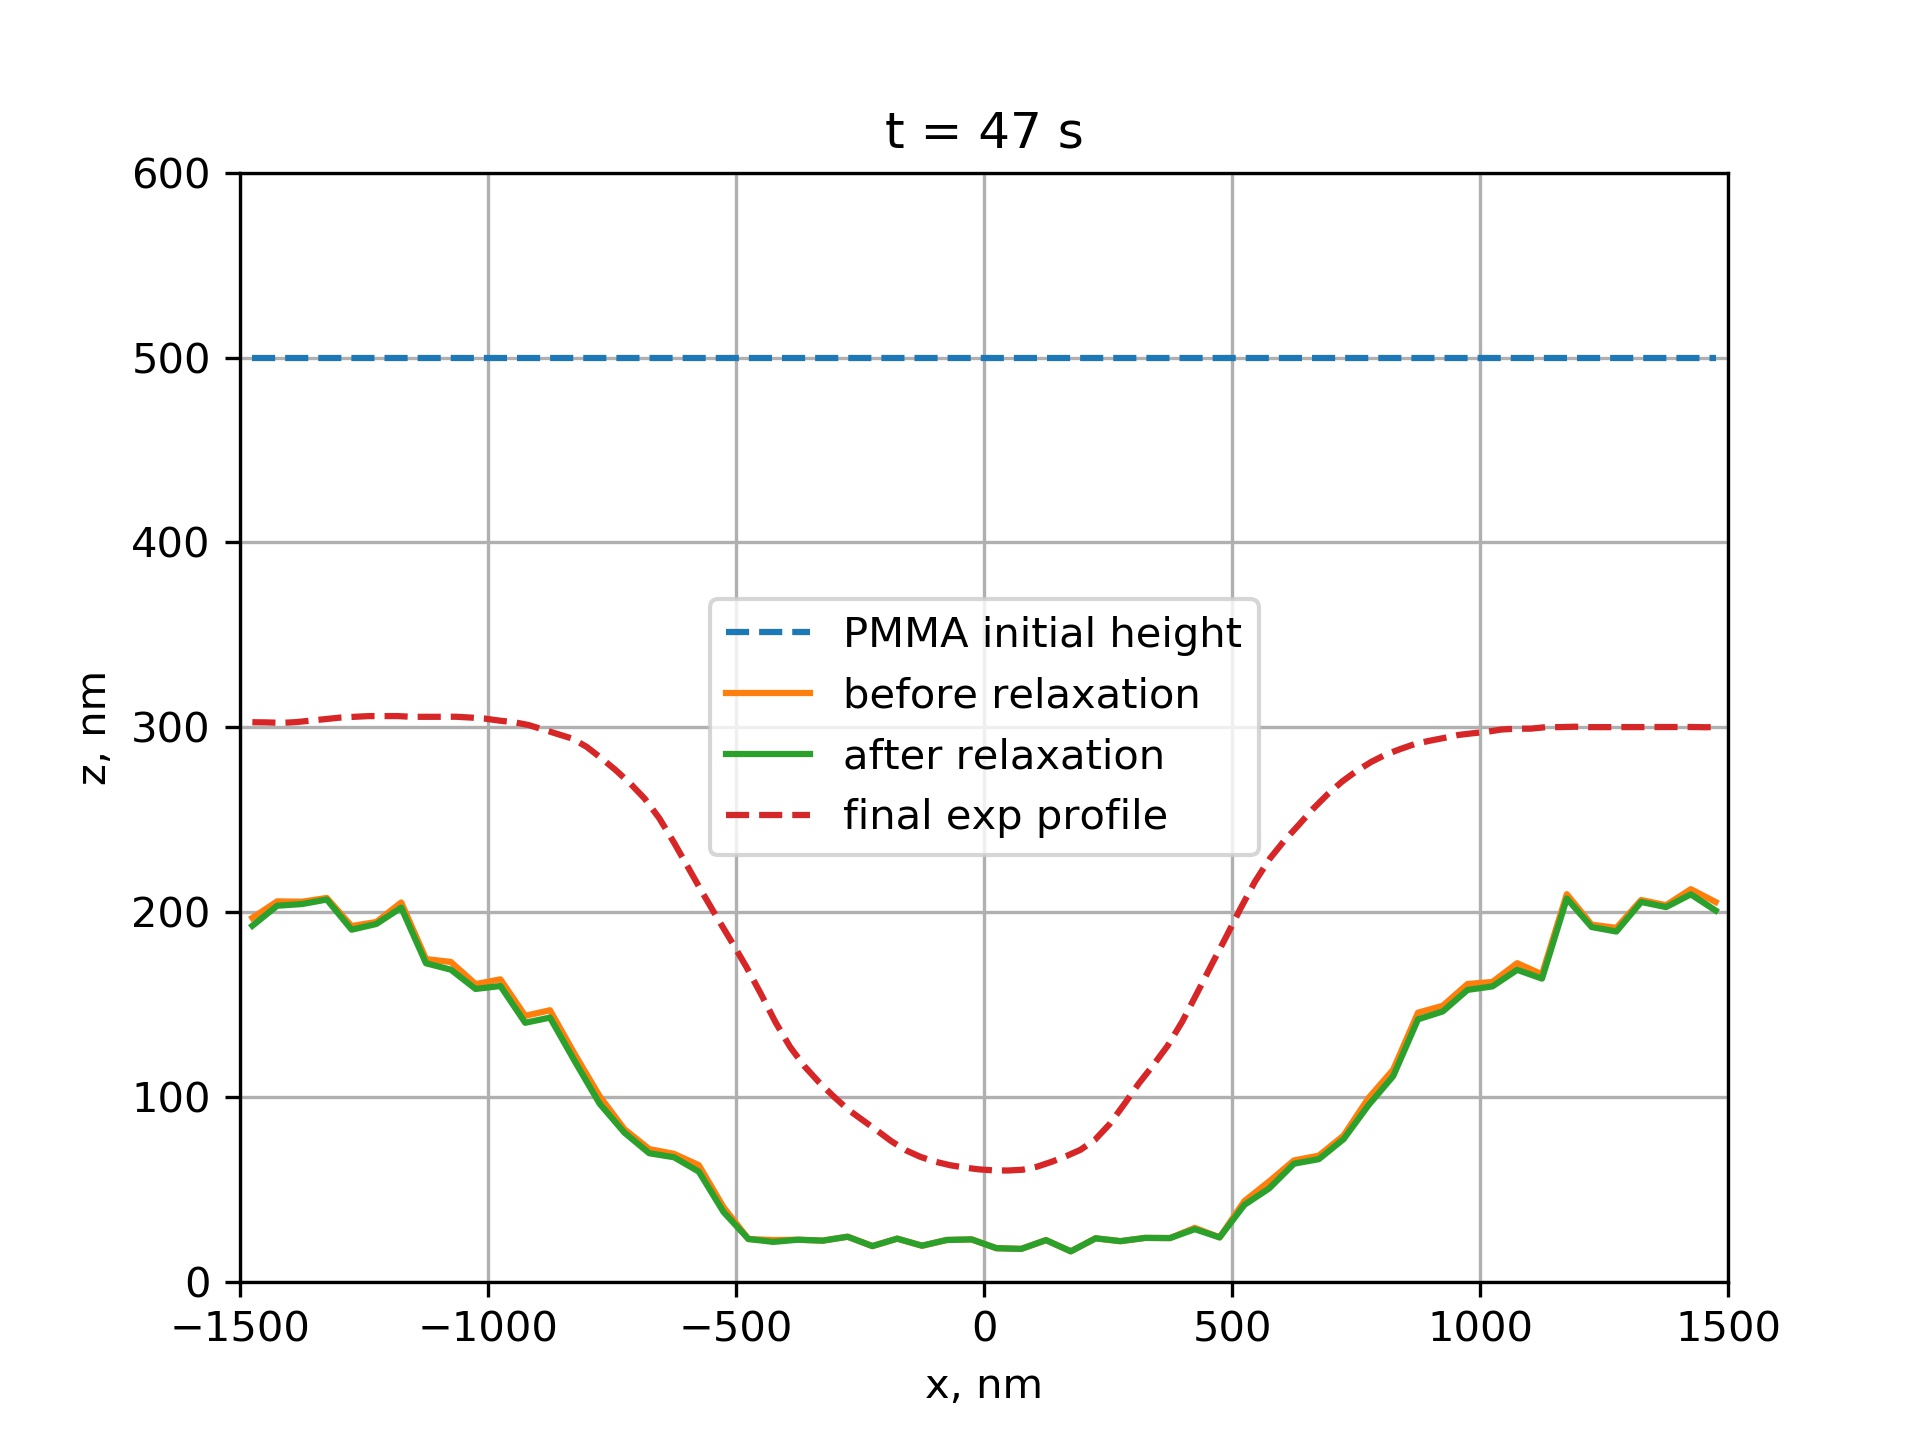 t = 47 s
600
500
400
300
200
100
0
z, nm
PMMA initial height
before relaxation
after relaxation
final exp profile
−1500 −1000 −500 0 500 1000 1500
x, nm